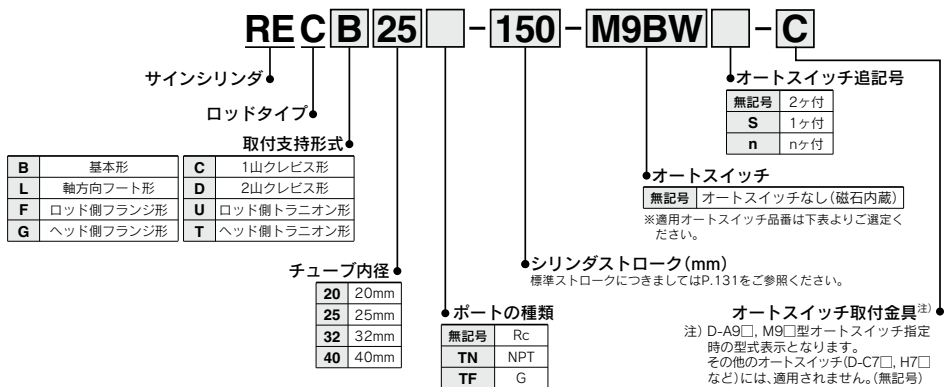 REC B 25 - 150 - M9BW - C
サインシリンダ
ロッドタイプ
取付支持形式
B 基本形 C 1山クレビス形
L 軸方向フート形 D 2山クレビス形
F ロッド側フランジ形 U ロッド側トラニオン形
G ヘッド側フランジ形 T ヘッド側トラニオン形
チューブ内径
20 20mm
25 25mm
32 32mm
40 40mm
ポートの種類
無記号 Rc
TN NPT
TF G
シリンダストローク(mm)
標準ストロークにつきましてはP.131をご参照ください。
オートスイッチ
無記号 オートスイッチなし(磁石内蔵)
※適用オートスイッチ品番は下表よりご選定く
ださい。
オートスイッチ追記号
無記号 2ヶ付
S 1ヶ付
n nヶ付
オートスイッチ取付金具注)
注) D-A9□, M9□型オートスイッチ指定
時の型式表示となります。
その他のオートスイッチ(D-C7□, H7□
など)には、適用されません。(無記号)